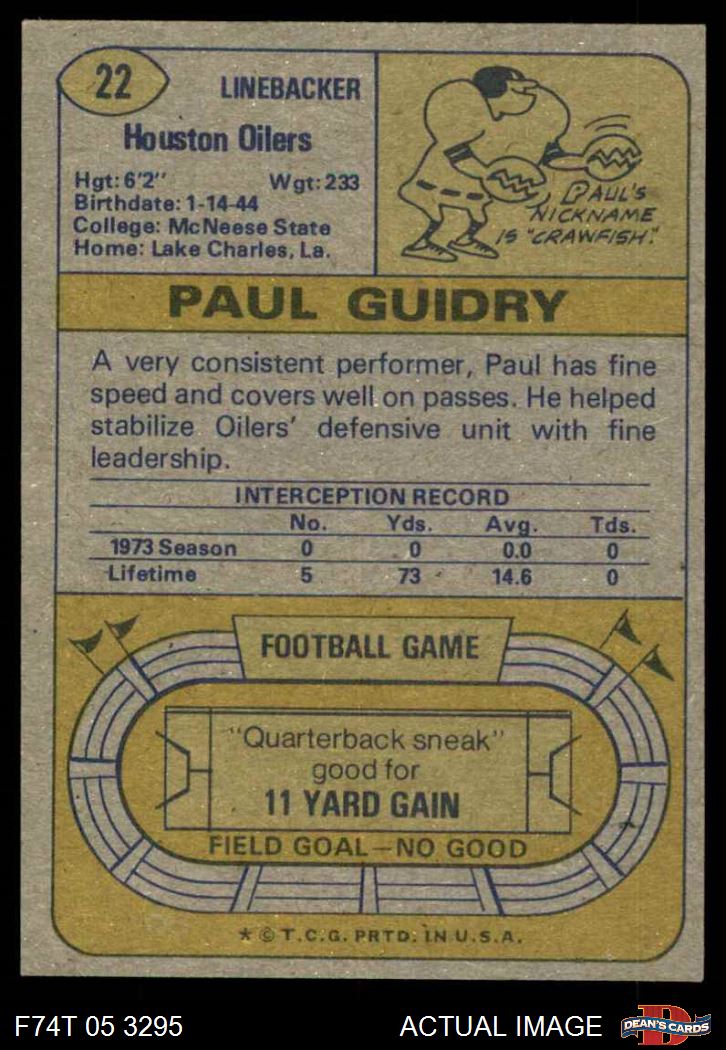 22
LINEBACKER
Houston Oilers
Hgt: 6'2" Wgt: 233
Birthdate: 1-14-44
College: McNeese State
Home: Lake Charles, La.
PAUL'S
NICKNAME
IS "CRAWFISH."
PAUL GUIDRY
A very consistent performer, Paul has fine
speed and covers well on passes. He helped
stabilize Oilers' defensive unit with fine
leadership.
INTERCEPTION RECORD
No. Yds. Avg. Tds.
1973 Season 0 0 0.0 0
Lifetime 5 73 14.6 0
FOOTBALL GAME
"Quarterback sneak"
good for
11 YARD GAIN
FIELD GOAL—NO GOOD
* © T.C.G. PRTD. IN U.S.A.
F74T 05 3295 ACTUAL IMAGE D DEAN'S CARDS